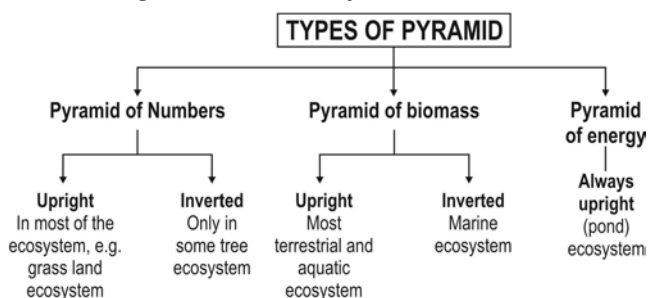 TYPES OF PYRAMID
Pyramid of Numbers
Pyramid of biomass
Pyramid
of energy
Upright
In most of the
ecosystem, e.g.
grass land
ecosystem
Inverted
Only in
some tree
ecosystem
Upright
Most
terrestrial and
aquatic
ecosystem
Inverted
Marine
ecosystem
Always
upright
(pond)
ecosystem